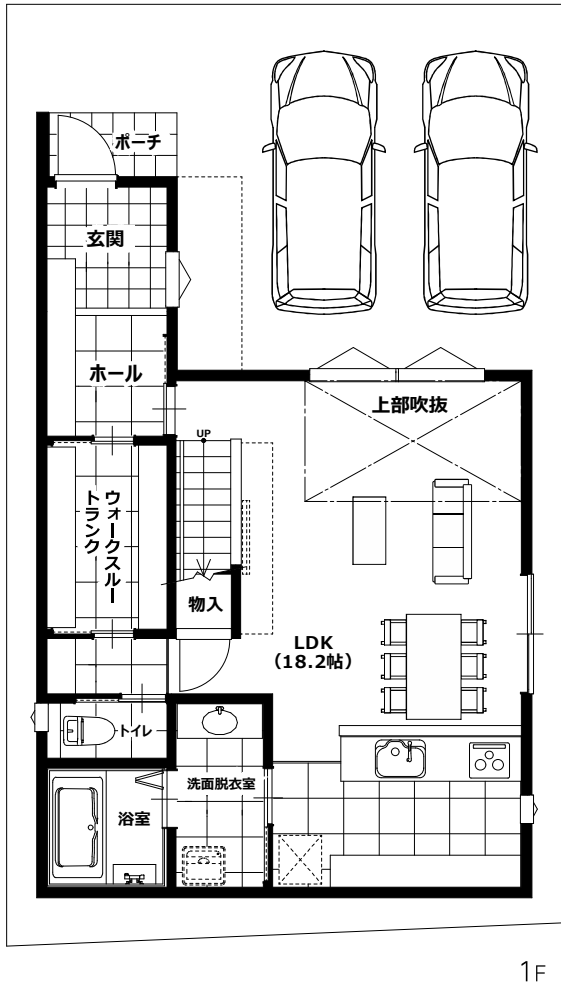 ポーチ
玄関
ホール
上部吹抜
UP
ウォークスルー
トランク
物入
LDK
(18.2帖)
トイレ
洗面脱衣室
浴室
1F